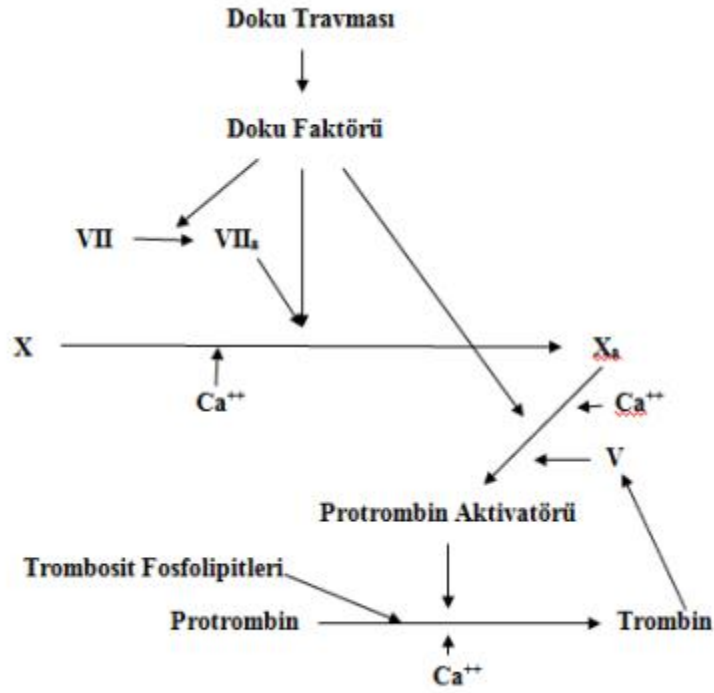 Doku Travması
Doku Faktörü
VII
VIIa
X
Xa
Ca++
Ca++
V
Protrombin Aktivatörü
Trombosit Fosfolipitleri
Protrombin
Trombin
Ca++